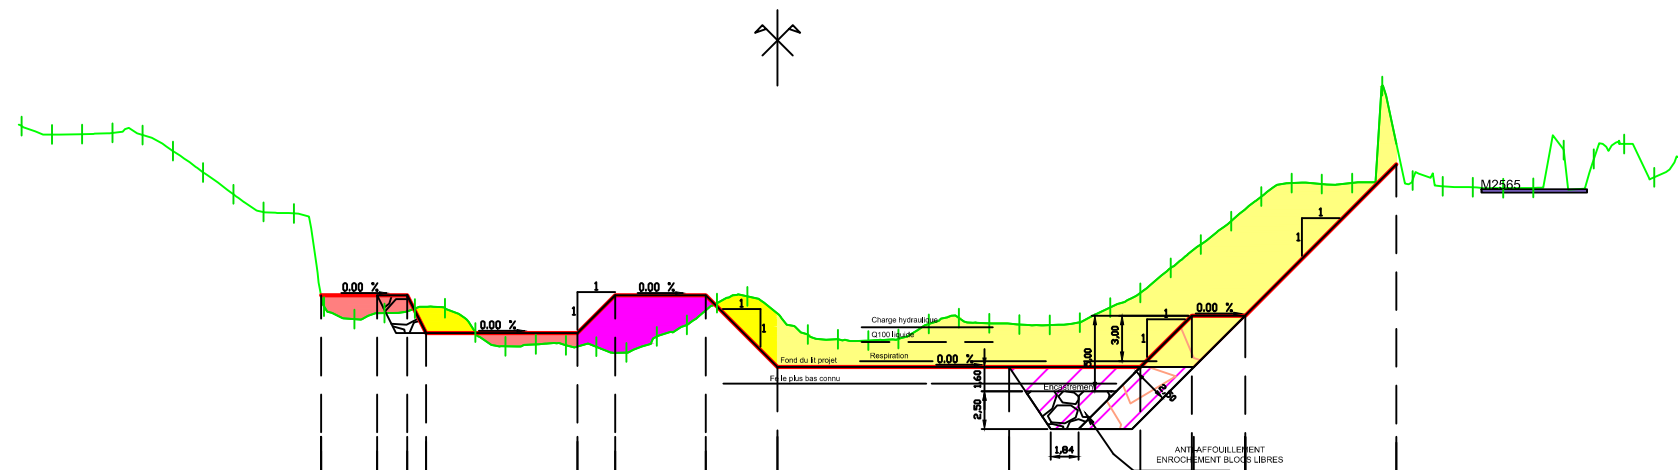 M2565
0.00 %
1
0.00 %
1
1
0.00 %
1
1
0.00 %
1
1
Charge hydraulique
Q100 liquide
3,00
1
1
0.00 %
Respiration
0.00 %
Fond du lit projet
1,60
Fe le plus bas connu
Encastrement
2,50
1,84
ANTI-AFFOUILLEMENT
ENROCHEMENT BLOCS LIBRES